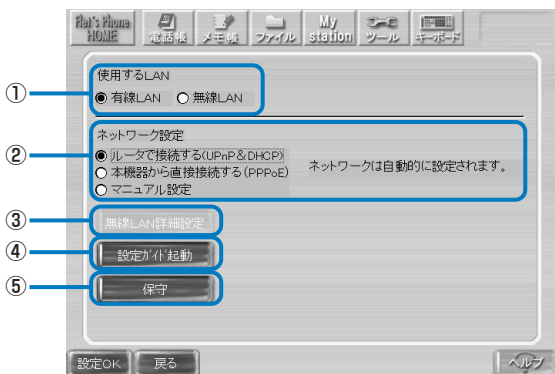 Flat's Phone HOME
電話帳
メモ帳
ファイル
My station
ツール
キーボード
① 使用するLAN
有線LAN 無線LAN
② ネットワーク設定
ルータで接続する(UPnP&DHCP)
本機器から直接接続する(PPPoE)
マニュアル設定
ネットワークは自動的に設定されます。
③ 無線LAN詳細設定
④ 設定ガイド起動
⑤ 保守
設定OK 戻る ヘルプ